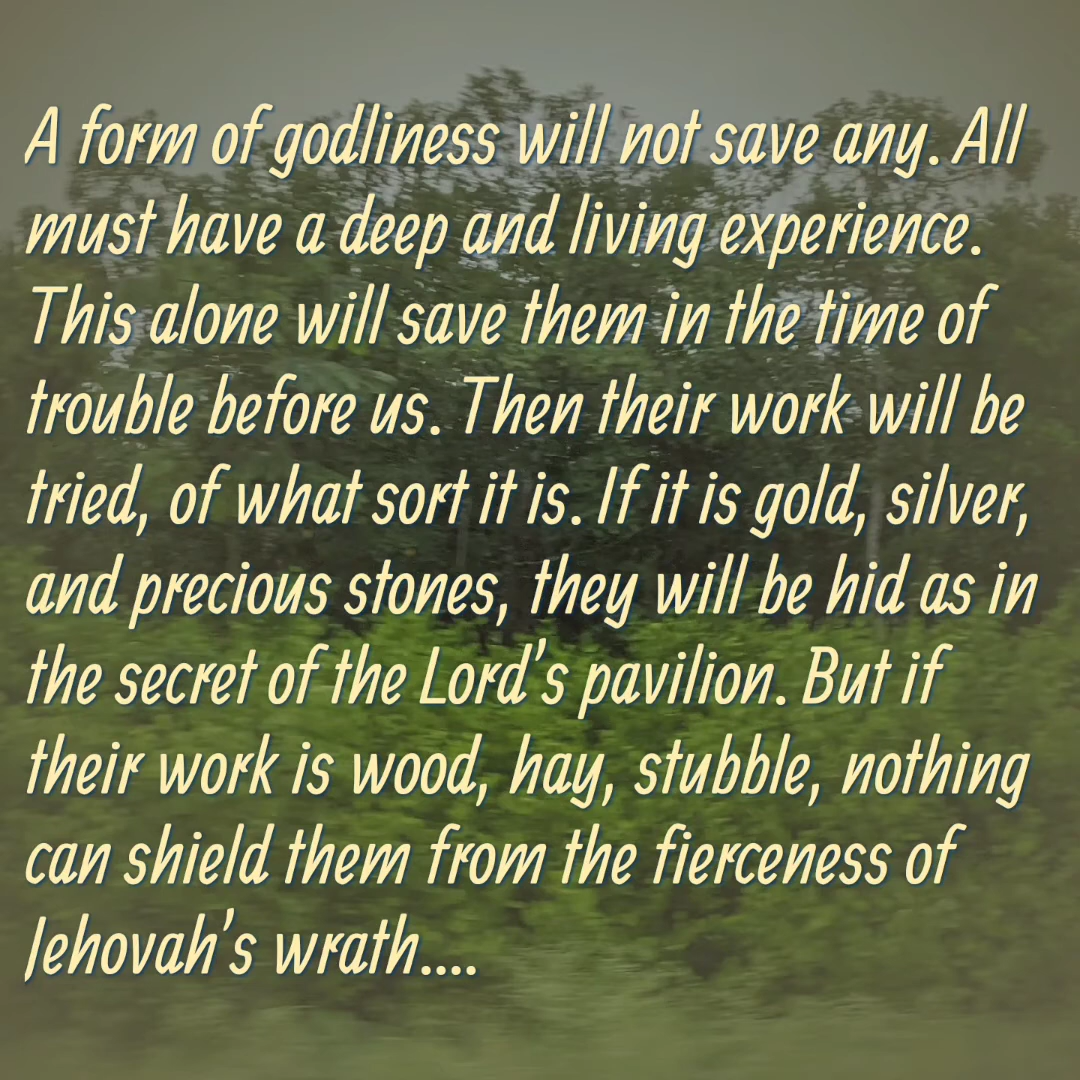 A form of godliness will not save any. All
must have a deep and living experience.
This alone will save them in the time of
trouble before us. Then their work will be
tried, of what sort it is. If it is gold, silver,
and precious stones, they will be hid as in
the secret of the Lord's pavilion. But if
their work is wood, hay, stubble, nothing
can shield them from the fierceness of
Jehovah's wrath....